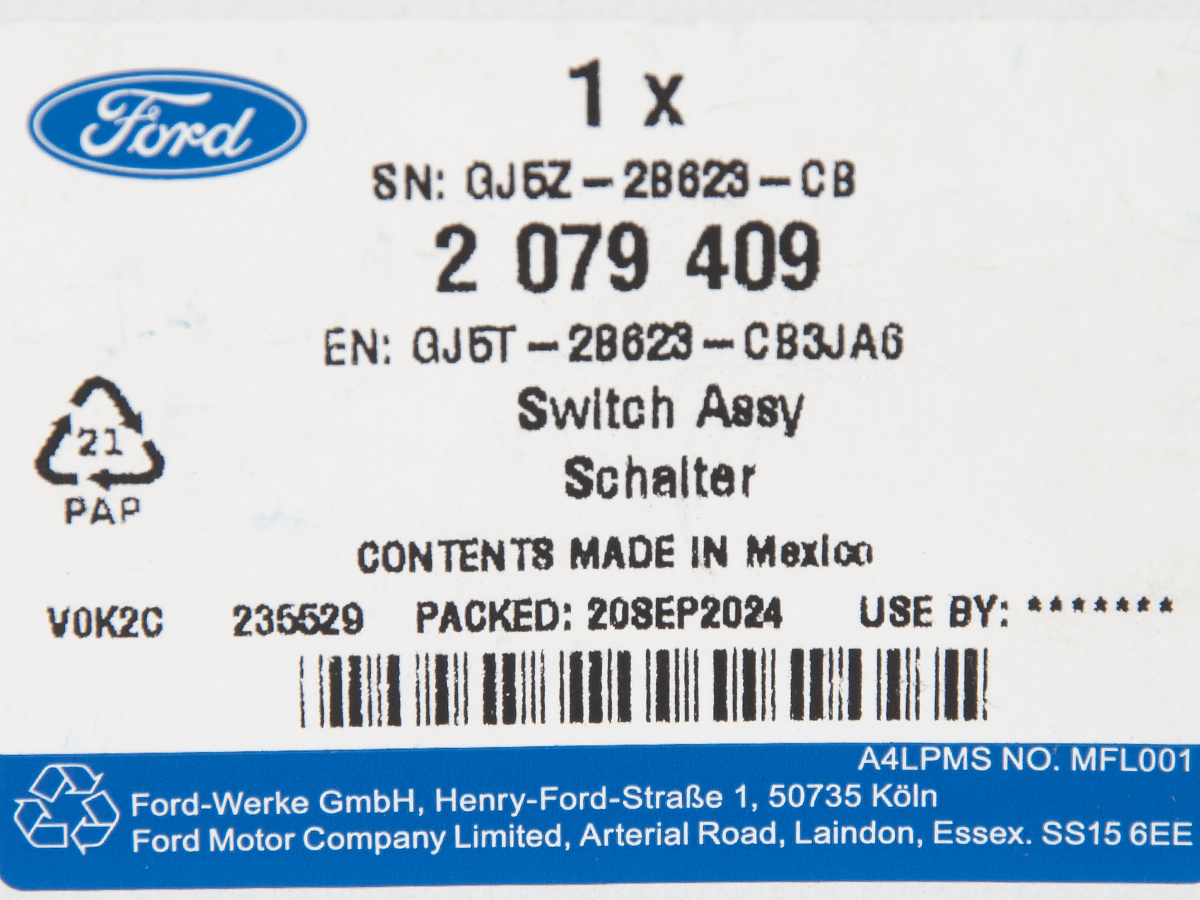 Ford
1 x
SN: GJ5Z-2B623-CB
2 079 409
EN: GJ5T-2B623-CB3JA6
Switch Assy
Schalter
21
PAP
CONTENTS MADE IN Mexico
V0K2C 235529 PACKED: 20SEP2024 USE BY: *******
A4LPMS NO. MFL001
Ford-Werke GmbH, Henry-Ford-Straße 1, 50735 Köln
Ford Motor Company Limited, Arterial Road, Laindon, Essex. SS15 6EE